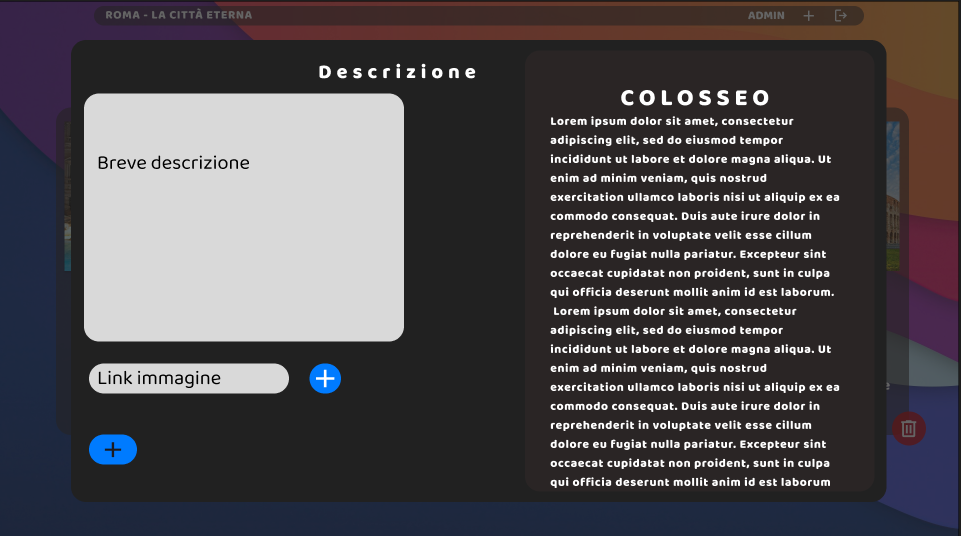 ROMA - LA CITTÀ ETERNA
ADMIN
Descrizione
Breve descrizione
Link immagine
COLOSSEO
Lorem ipsum dolor sit amet, consectetur
adipiscing elit, sed do eiusmod tempor
incididunt ut labore et dolore magna aliqua. Ut
enim ad minim veniam, quis nostrud
exercitation ullamco laboris nisi ut aliquip ex ea
commodo consequat. Duis aute irure dolor in
reprehenderit in voluptate velit esse cillum
dolore eu fugiat nulla pariatur. Excepteur sint
occaecat cupidatat non proident, sunt in culpa
qui officia deserunt mollit anim id est laborum.
Lorem ipsum dolor sit amet, consectetur
adipiscing elit, sed do eiusmod tempor
incididunt ut labore et dolore magna aliqua. Ut
enim ad minim veniam, quis nostrud
exercitation ullamco laboris nisi ut aliquip ex ea
commodo consequat. Duis aute irure dolor in
reprehenderit in voluptate velit esse cillum
dolore eu fugiat nulla pariatur. Excepteur sint
occaecat cupidatat non proident, sunt in culpa
qui officia deserunt mollit anim id est laborum